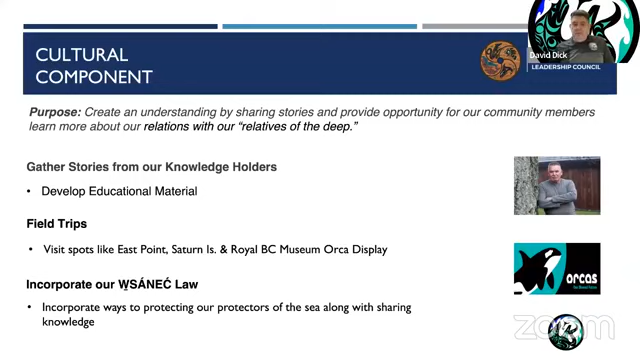 CULTURAL
COMPONENT
David Dick
LEADERSHIP COUNCIL
Purpose: Create an understanding by sharing stories and provide opportunity for our community members
learn more about our relations with our “relatives of the deep.”
Gather Stories from our Knowledge Holders
• Develop Educational Material
Field Trips
• Visit spots like East Point, Saturn Is. & Royal BC Museum Orca Display
orcas
Incorporate our W̱SÁNEĆ Law
• Incorporate ways to protecting our protectors of the sea along with sharing
knowledge
zoom